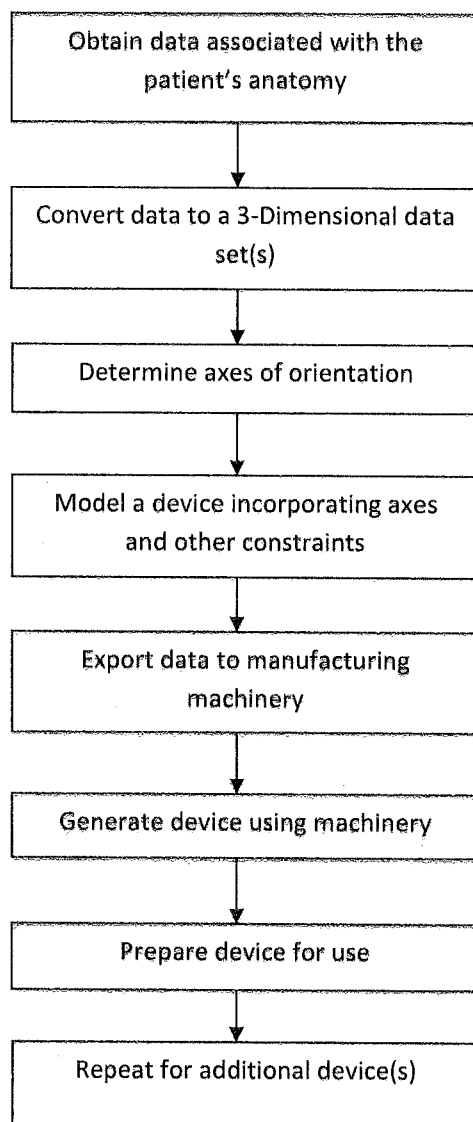 Obtain data associated with the
patient's anatomy
Convert data to a 3-Dimensional data
set(s)
Determine axes of orientation
Model a device incorporating axes
and other constraints
Export data to manufacturing
machinery
Generate device using machinery
Prepare device for use
Repeat for additional device(s)